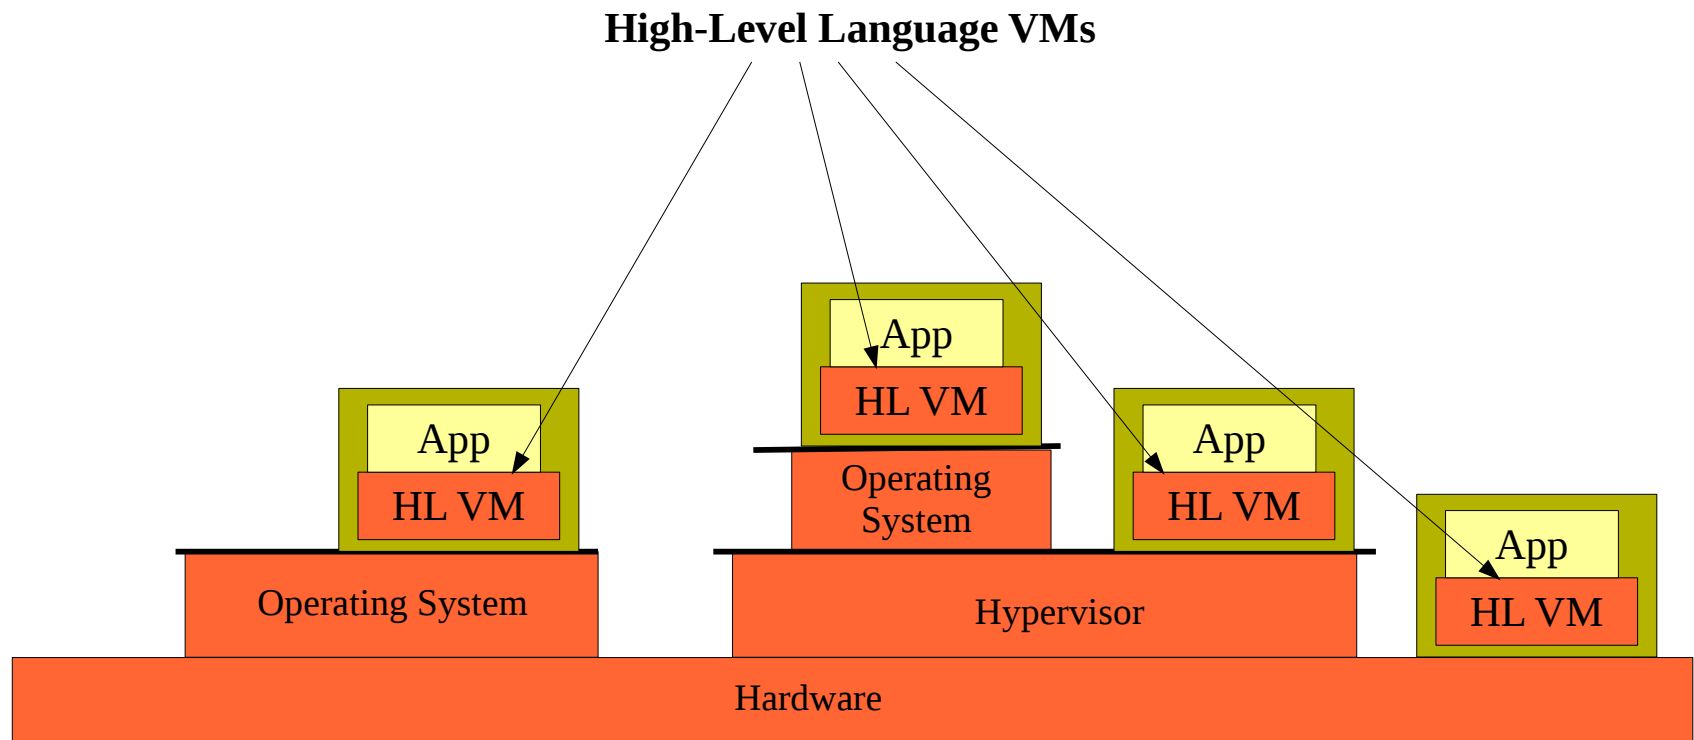 High-Level Language VMs
App
HL VM
App
HL VM
Operating
System
App
HL VM
App
HL VM
Operating System
Hypervisor
Hardware